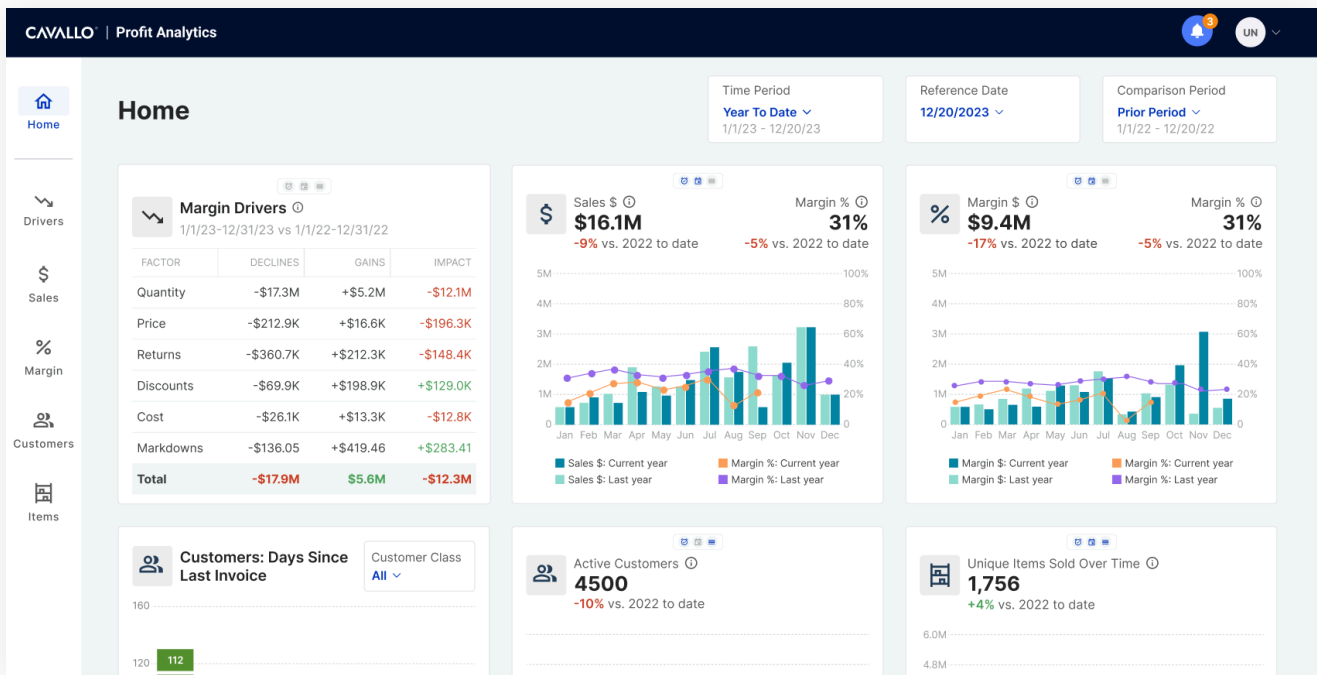 CAVALLO | Profit Analytics
3
UN
Home
Drivers
Sales
Margin
Customers
Items
Home
Time Period
Year To Date
1/1/23 - 12/20/23
Reference Date
12/20/2023
Comparison Period
Prior Period
1/1/22 - 12/20/22
Margin Drivers
1/1/23-12/31/23 vs 1/1/22-12/31/22
FACTOR DECLINES GAINS IMPACT
Quantity -$17.3M +$5.2M -$12.1M
Price -$212.9K +$16.6K -$196.3K
Returns -$360.7K +$212.3K -$148.4K
Discounts -$69.9K +$198.9K +$129.0K
Cost -$26.1K +$13.3K -$12.8K
Markdowns -$136.05 +$419.46 +$283.41
Total -$17.9M $5.6M -$12.3M
$
Sales $ Margin %
$16.1M 31%
-9% vs. 2022 to date -5% vs. 2022 to date
5M 100%
4M 80%
3M 60%
2M 40%
1M 20%
0 0
Jan Feb Mar Apr May Jun Jul Aug Sep Oct Nov Dec
Sales $: Current year Margin %: Current year
Sales $: Last year Margin %: Last year
%
Margin $ Margin %
$9.4M 31%
-17% vs. 2022 to date -5% vs. 2022 to date
5M 100%
4M 80%
3M 60%
2M 40%
1M 20%
0 0
Jan Feb Mar Apr May Jun Jul Aug Sep Oct Nov Dec
Margin $: Current year Margin %: Current year
Margin $: Last year Margin %: Last year
Customers: Days Since
Last Invoice
Customer Class
All
160
120
112
Active Customers
4500
-10% vs. 2022 to date
Unique Items Sold Over Time
1,756
+4% vs. 2022 to date
6.0M
4.8M